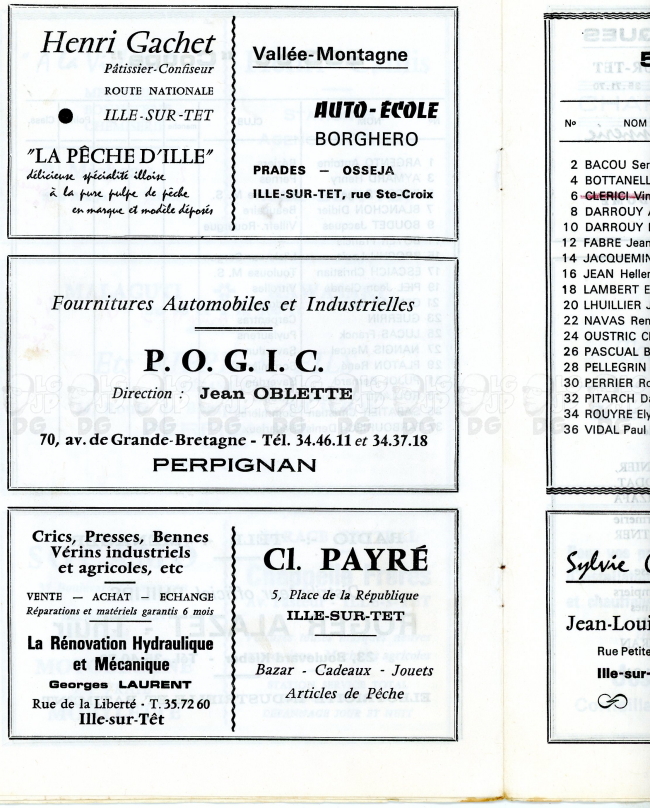 Henri Gachet
Pâtissier-Confiseur
ROUTE NATIONALE
ILLE-SUR-TET
"LA PÊCHE D'ILLE"
délicieuse spécialité illoise
à la pure pulpe de pêche
en marque et modèle déposés
Vallée-Montagne
AUTO-ÉCOLE
BORGHERO
PRADES — OSSEJA
ILLE-SUR-TET, rue Ste-Croix
Fournitures Automobiles et Industrielles
P. O. G. I. C.
Direction : Jean OBLETTE
70, av. de Grande-Bretagne - Tél. 34.46.11 et 34.37.18
PERPIGNAN
Crics, Presses, Bennes
Vérins industriels
et agricoles, etc
VENTE — ACHAT — ECHANGE
Réparations et matériels garantis 6 mois
La Rénovation Hydraulique
et Mécanique
Georges LAURENT
Rue de la Liberté - T. 35.72 60
Ille-sur-Têt
Cl. PAYRÉ
5, Place de la République
ILLE-SUR-TET
Bazar - Cadeaux - Jouets
Articles de Pêche
5
No NOM
2 BACOU
4 BOTTANELL
6 CLERICI
8 DARROUY
10 DARROUY
12 FABRE Jean
14 JACQUEMIN
16 JEAN
18 LAMBERT
20 LHUILLIER
22 NAVAS
24 OUSTRIC
26 PASCUAL
28 PELLEGRIN
30 PERRIER
32 PITARCH
34 ROUYRE
36 VIDAL Paul
Sylvie
Jean-Loui
Rue Petite
Ille-sur-